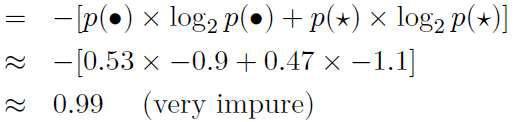 = −[p(●) × log₂ p(●) + p(⋆) × log₂ p(⋆)]
≈ −[0.53 × −0.9 + 0.47 × −1.1]
≈ 0.99 (very impure)